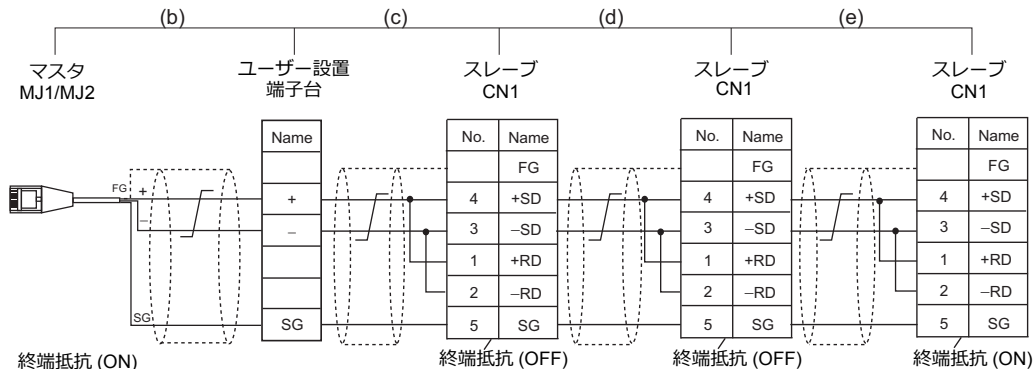 (b) (c) (d) (e)
マスタ
MJ1/MJ2
ユーザー設置
端子台
スレーブ
CN1
スレーブ
CN1
スレーブ
CN1
Name
+
−
SG
FG
+
−
SG
No. Name
FG
4 +SD
3 −SD
1 +RD
2 −RD
5 SG
No. Name
FG
4 +SD
3 −SD
1 +RD
2 −RD
5 SG
No. Name
FG
4 +SD
3 −SD
1 +RD
2 −RD
5 SG
終端抵抗 (ON)
終端抵抗 (OFF)
終端抵抗 (OFF)
終端抵抗 (ON)